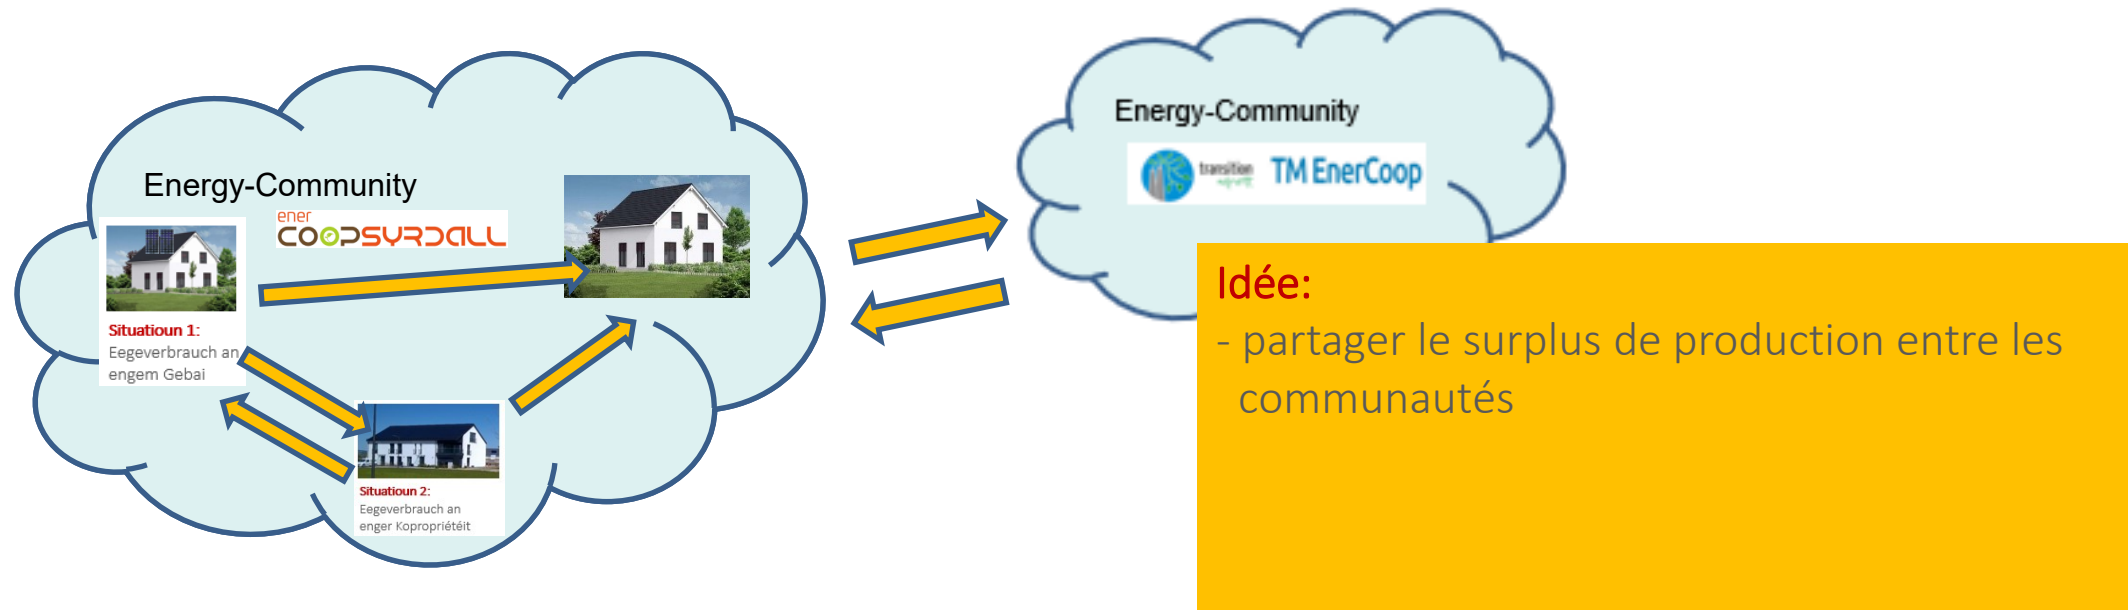 Energy-Community
ener
COOPSYRDALL
Situatioun 1:
Eegeverbrauch an
engem Gebai
Situatioun 2:
Eegeverbrauch an
enger Kopropriétéit
Energy-Community
transition
TM EnerCoop
Idée:
- partager le surplus de production entre les
communautés